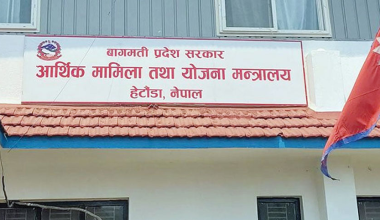 बागमती प्रदेश सरकार
आर्थिक मामिला तथा योजना मन्त्रालय
हेटौंडा, नेपाल